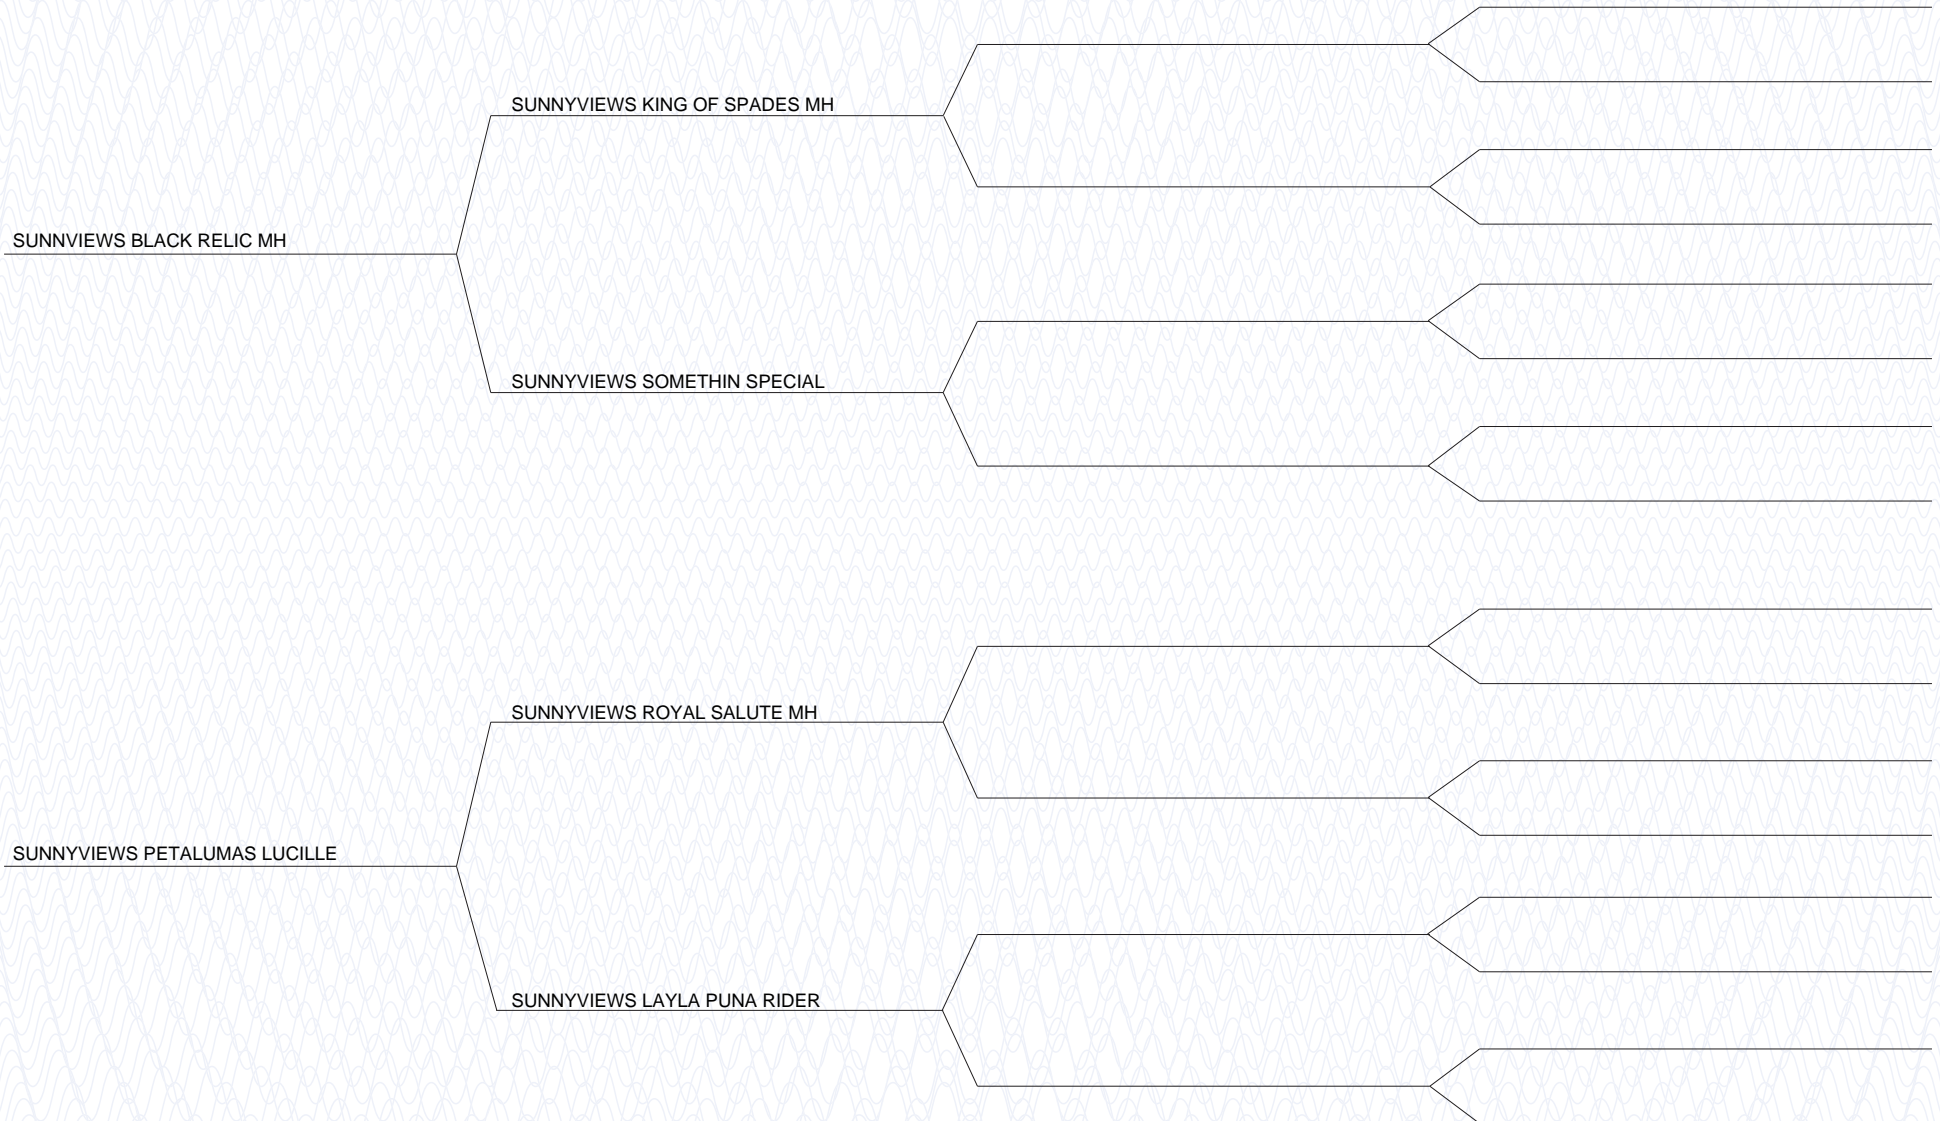 SUNNYVIEWS KING OF SPADES MH
SUNNVIEWS BLACK RELIC MH
SUNNYVIEWS SOMETHIN SPECIAL
SUNNYVIEWS ROYAL SALUTE MH
SUNNYVIEWS PETALUMAS LUCILLE
SUNNYVIEWS LAYLA PUNA RIDER